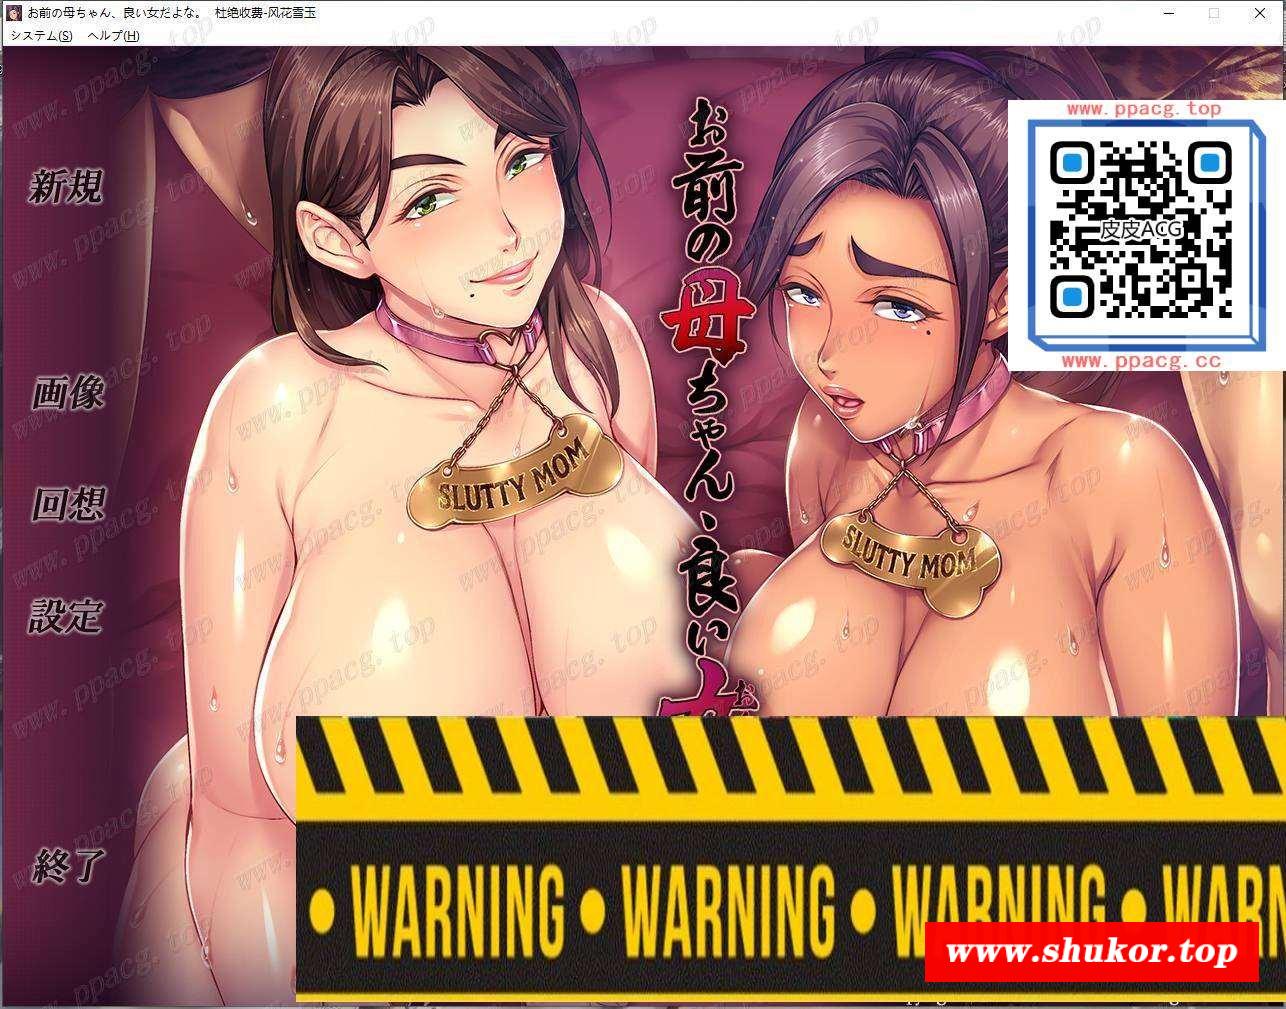 お前の母ちゃん、良い女だよな。 杜绝收费-风花雪玉
システム(S) ヘルプ(H)
新規
画像
回想
設定
終了
お前の母ちゃん、良い女
SLUTTY MOM
SLUTTY MOM
www.ppacg.top
皮皮ACG
www.ppacg.cc
WARNING WARNING WARNING WARN
www.shukor.top
www.ppacg.top